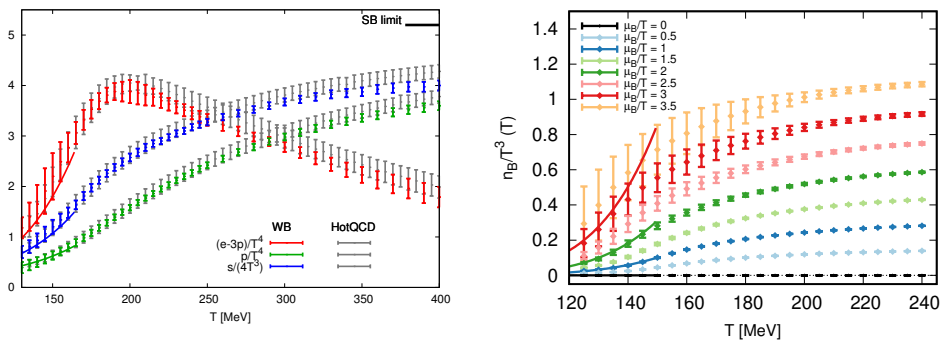 SB limit
5
4
3
2
1
0
WB HotQCD
(e-3p)/T⁴
p/T⁴
s/(4T³)
150 200 250 300 350 400
T [MeV]
1.4
1.2
1
0.8
0.6
0.4
0.2
0
n_B/T³ (T)
μ_B/T = 0
μ_B/T = 0.5
μ_B/T = 1
μ_B/T = 1.5
μ_B/T = 2
μ_B/T = 2.5
μ_B/T = 3
μ_B/T = 3.5
120 140 160 180 200 220 240
T [MeV]